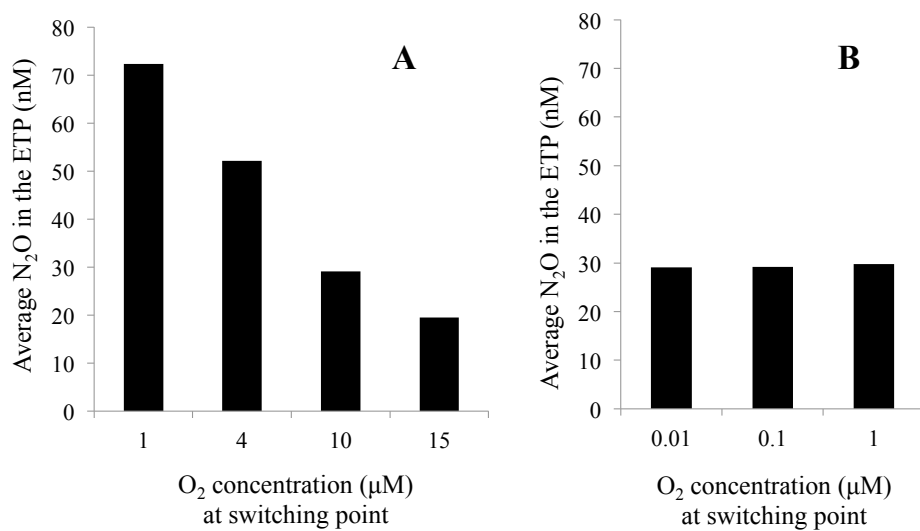 A
Average N₂O in the ETP (nM)
80
70
60
50
40
30
20
10
0
1 4 10 15
O₂ concentration (μM)
at switching point
B
Average N₂O in the ETP (nM)
80
70
60
50
40
30
20
10
0
0.01 0.1 1
O₂ concentration (μM)
at switching point